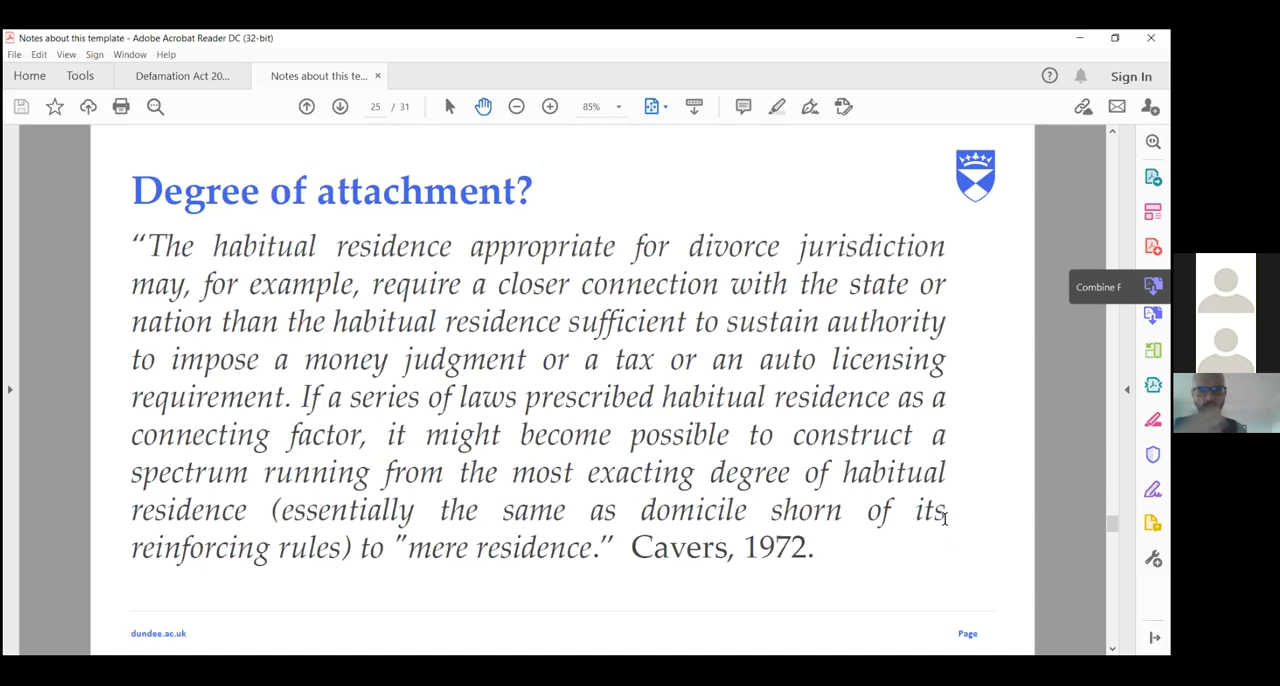 Notes about this template - Adobe Acrobat Reader DC (32-bit)
File Edit View Sign Window Help
Home Tools Defamation Act 20... Notes about this te... × Sign In
25 / 31 85%
Degree of attachment?
“The habitual residence appropriate for divorce jurisdiction
may, for example, require a closer connection with the state or
nation than the habitual residence sufficient to sustain authority
to impose a money judgment or a tax or an auto licensing
requirement. If a series of laws prescribed habitual residence as a
connecting factor, it might become possible to construct a
spectrum running from the most exacting degree of habitual
residence (essentially the same as domicile shorn of its
reinforcing rules) to "mere residence.” Cavers, 1972.
Combine F
dundee.ac.uk Page